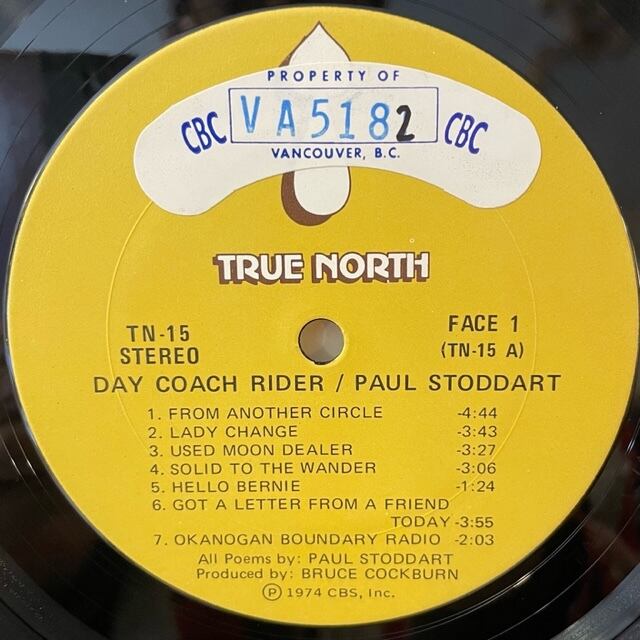 PROPERTY OF
CBC VA5182 CBC
VANCOUVER, B.C.
TRUE NORTH
TN-15 FACE 1
STEREO (TN-15 A)
DAY COACH RIDER / PAUL STODDART
1. FROM ANOTHER CIRCLE -4:44
2. LADY CHANGE -3:43
3. USED MOON DEALER -3:27
4. SOLID TO THE WANDER -3:06
5. HELLO BERNIE -1:24
6. GOT A LETTER FROM A FRIEND
TODAY -3:55
7. OKANOGAN BOUNDARY RADIO -2:03
All Poems by: PAUL STODDART
Produced by: BRUCE COCKBURN
Ⓟ 1974 CBS, Inc.